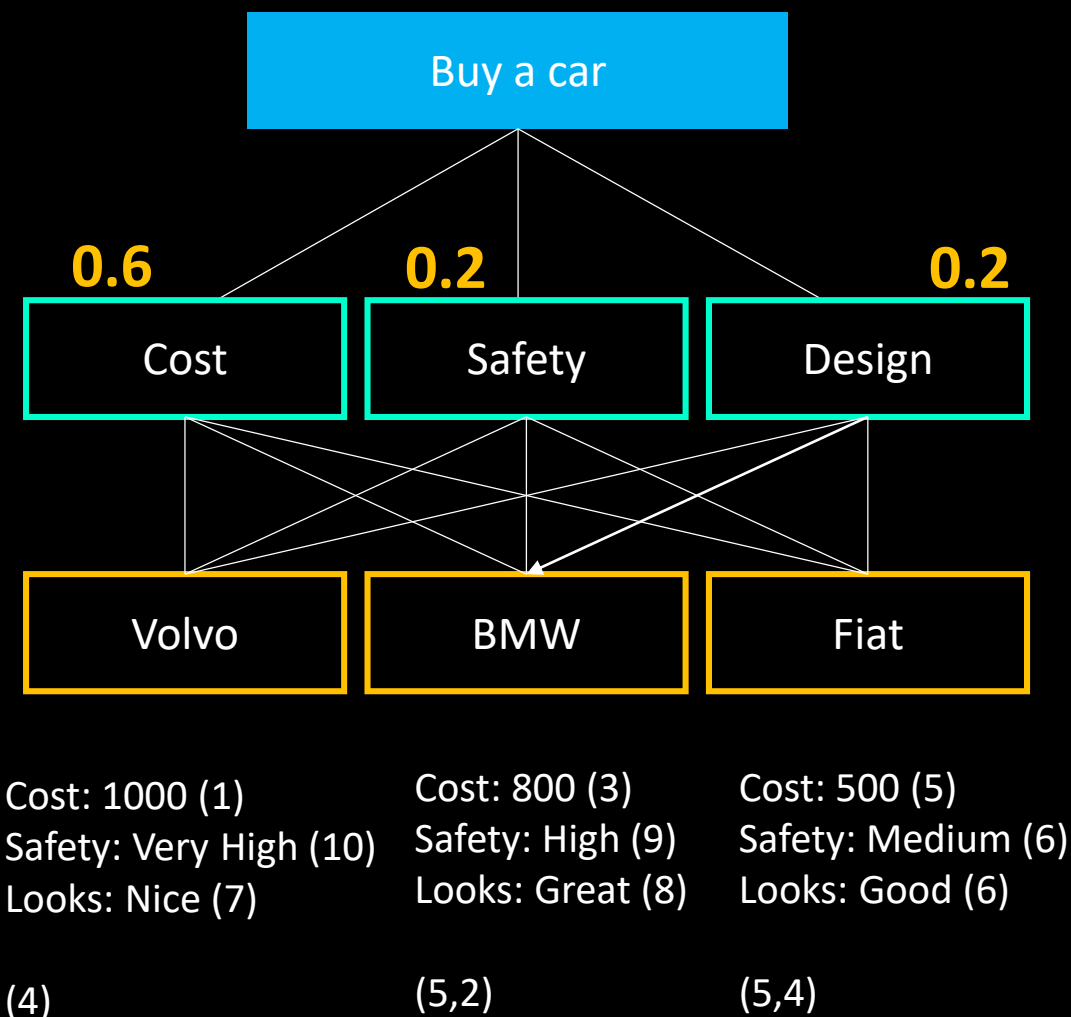 Buy a car
0.6
0.2
0.2
Cost
Safety
Design
Volvo
BMW
Fiat
Cost: 1000 (1)
Safety: Very High (10)
Looks: Nice (7)
(4)
Cost: 800 (3)
Safety: High (9)
Looks: Great (8)
(5,2)
Cost: 500 (5)
Safety: Medium (6)
Looks: Good (6)
(5,4)